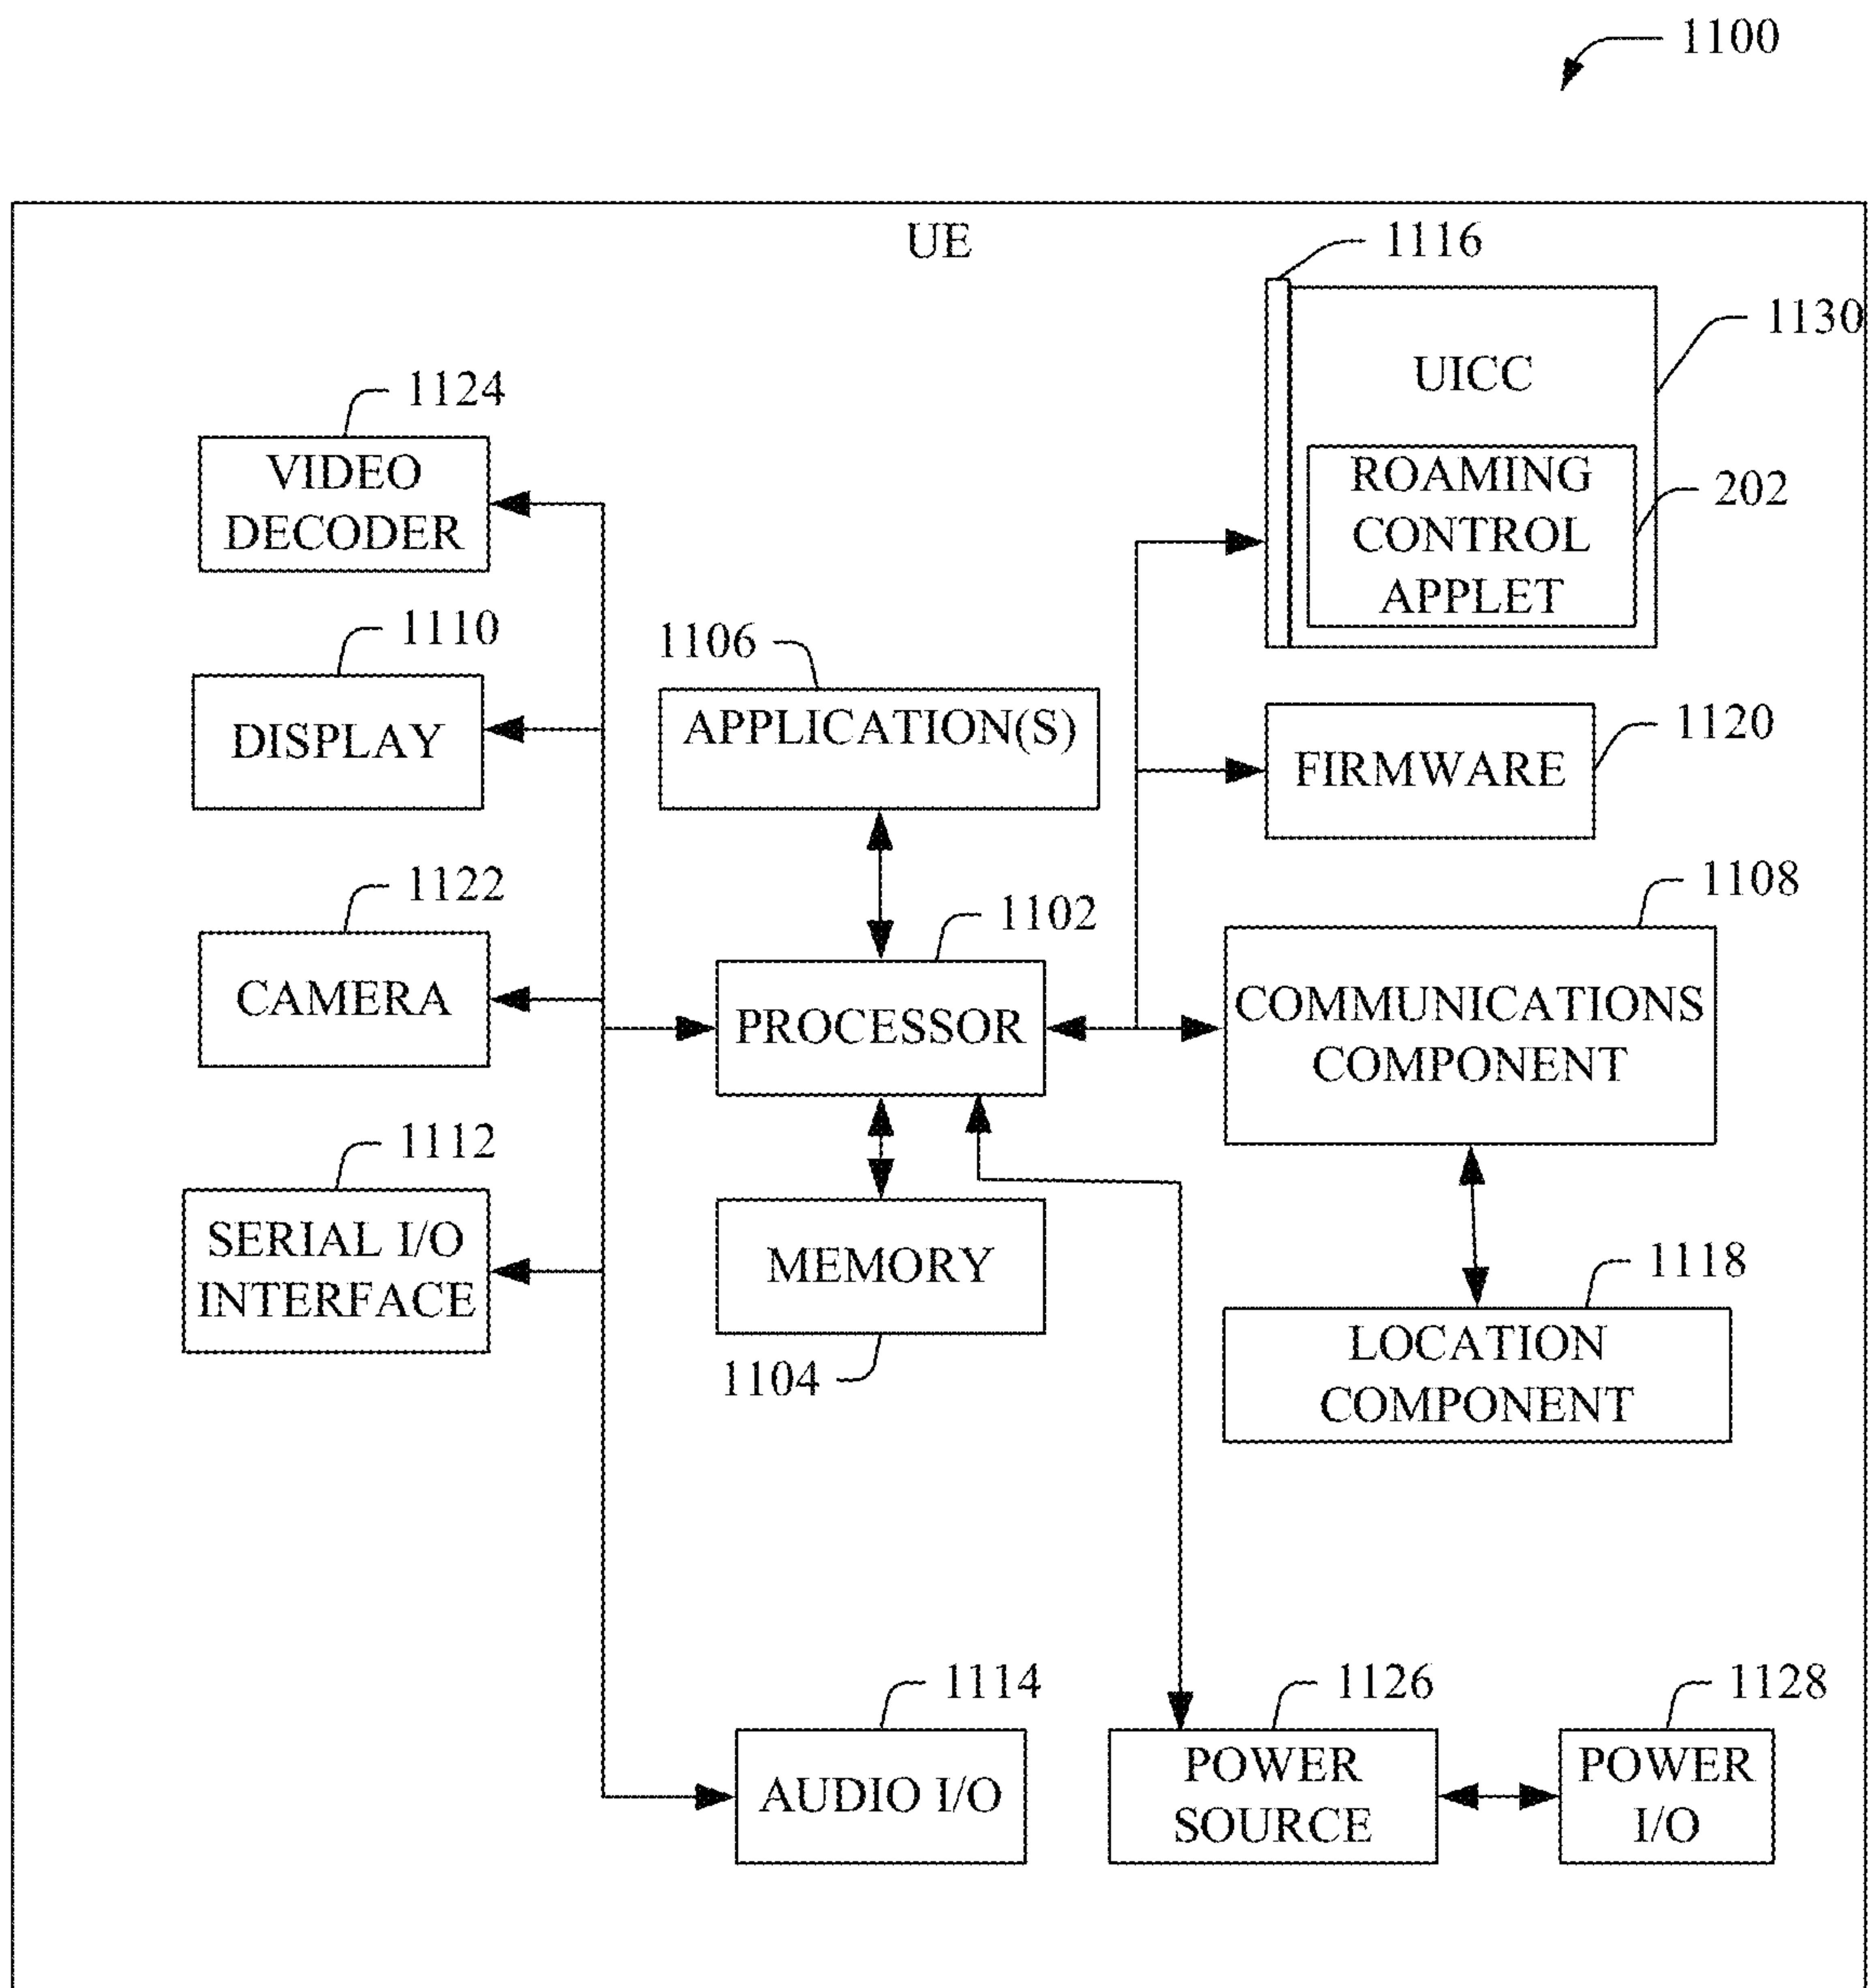 1100
UE
1116
1130
UICC
1124
VIDEO
DECODER
ROAMING
CONTROL
APPLET
202
1110
DISPLAY
1106
APPLICATION(S)
1120
FIRMWARE
1122
CAMERA
1102
PROCESSOR
1108
COMMUNICATIONS
COMPONENT
1112
SERIAL I/O
INTERFACE
MEMORY
1104
1118
LOCATION
COMPONENT
1114
AUDIO I/O
1126
POWER
SOURCE
1128
POWER
I/O